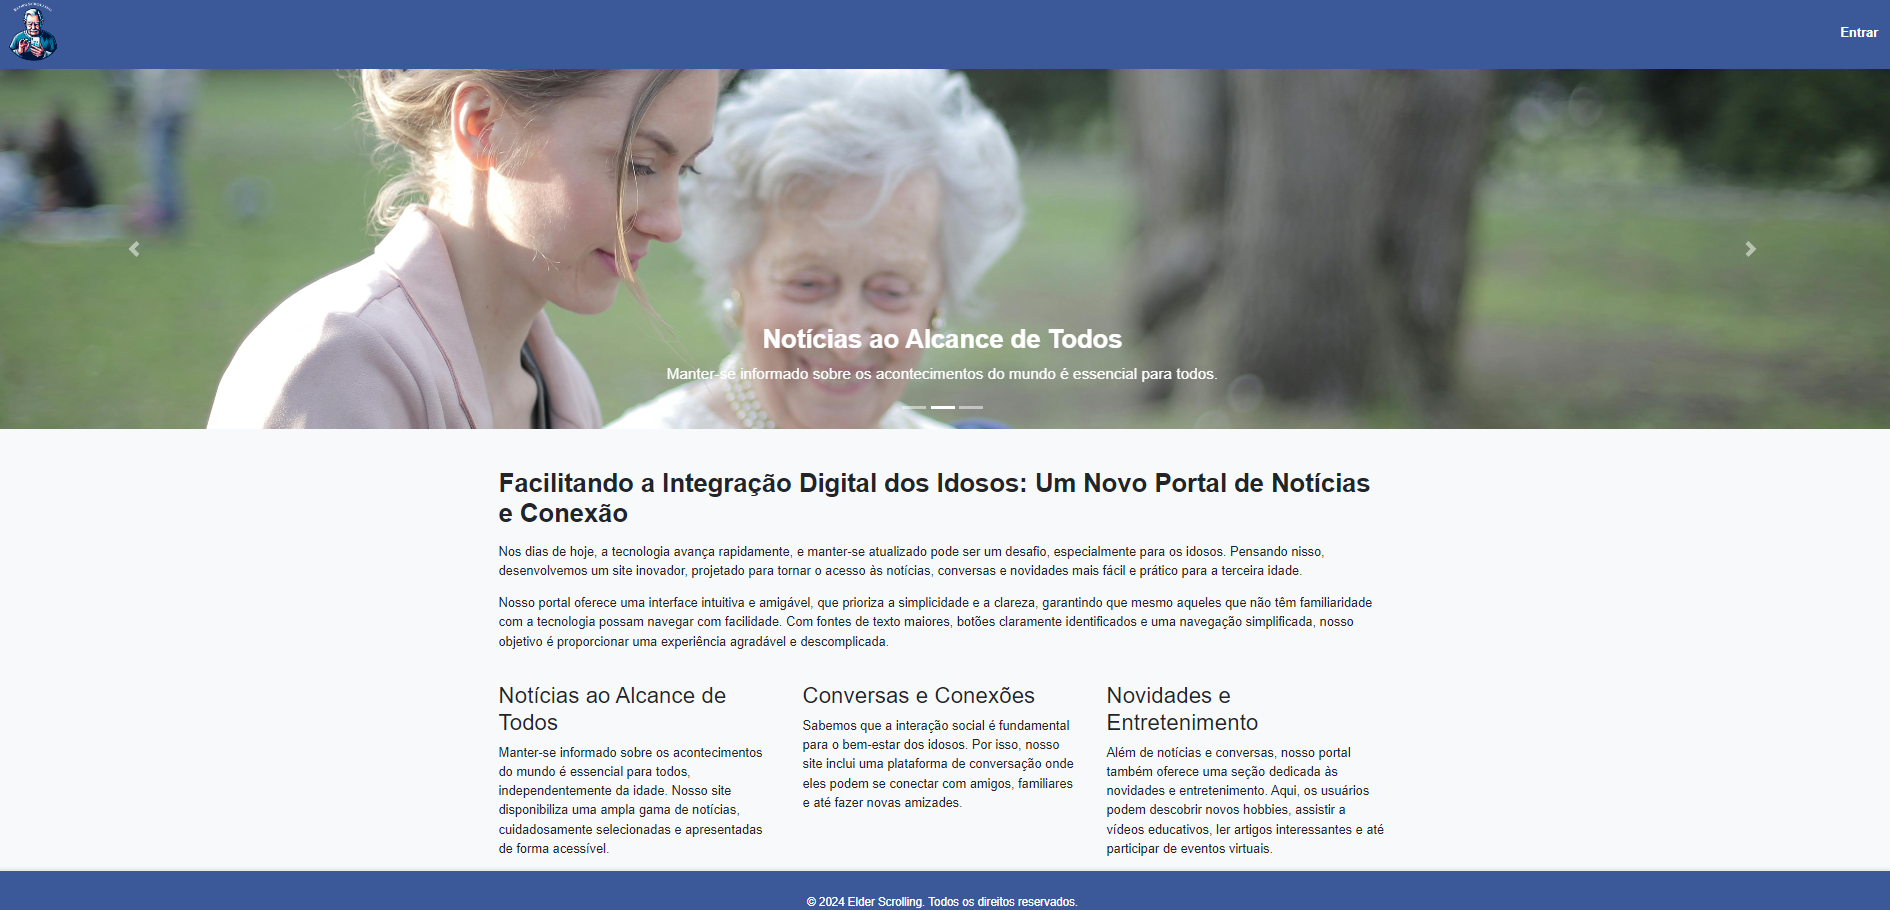 Entrar
Notícias ao Alcance de Todos
Manter-se informado sobre os acontecimentos do mundo é essencial para todos.
Facilitando a Integração Digital dos Idosos: Um Novo Portal de Notícias
e Conexão
Nos dias de hoje, a tecnologia avança rapidamente, e manter-se atualizado pode ser um desafio, especialmente para os idosos. Pensando nisso,
desenvolvemos um site inovador, projetado para tornar o acesso às notícias, conversas e novidades mais fácil e prático para a terceira idade.
Nosso portal oferece uma interface intuitiva e amigável, que prioriza a simplicidade e a clareza, garantindo que mesmo aqueles que não têm familiaridade
com a tecnologia possam navegar com facilidade. Com fontes de texto maiores, botões claramente identificados e uma navegação simplificada, nosso
objetivo é proporcionar uma experiência agradável e descomplicada.
Notícias ao Alcance de
Todos
Manter-se informado sobre os acontecimentos
do mundo é essencial para todos,
independentemente da idade. Nosso site
disponibiliza uma ampla gama de notícias,
cuidadosamente selecionadas e apresentadas
de forma acessível.
Conversas e Conexões
Sabemos que a interação social é fundamental
para o bem-estar dos idosos. Por isso, nosso
site inclui uma plataforma de conversação onde
eles podem se conectar com amigos, familiares
e até fazer novas amizades.
Novidades e
Entretenimento
Além de notícias e conversas, nosso portal
também oferece uma seção dedicada às
novidades e entretenimento. Aqui, os usuários
podem descobrir novos hobbies, assistir a
vídeos educativos, ler artigos interessantes e até
participar de eventos virtuais.
© 2024 Elder Scrolling. Todos os direitos reservados.